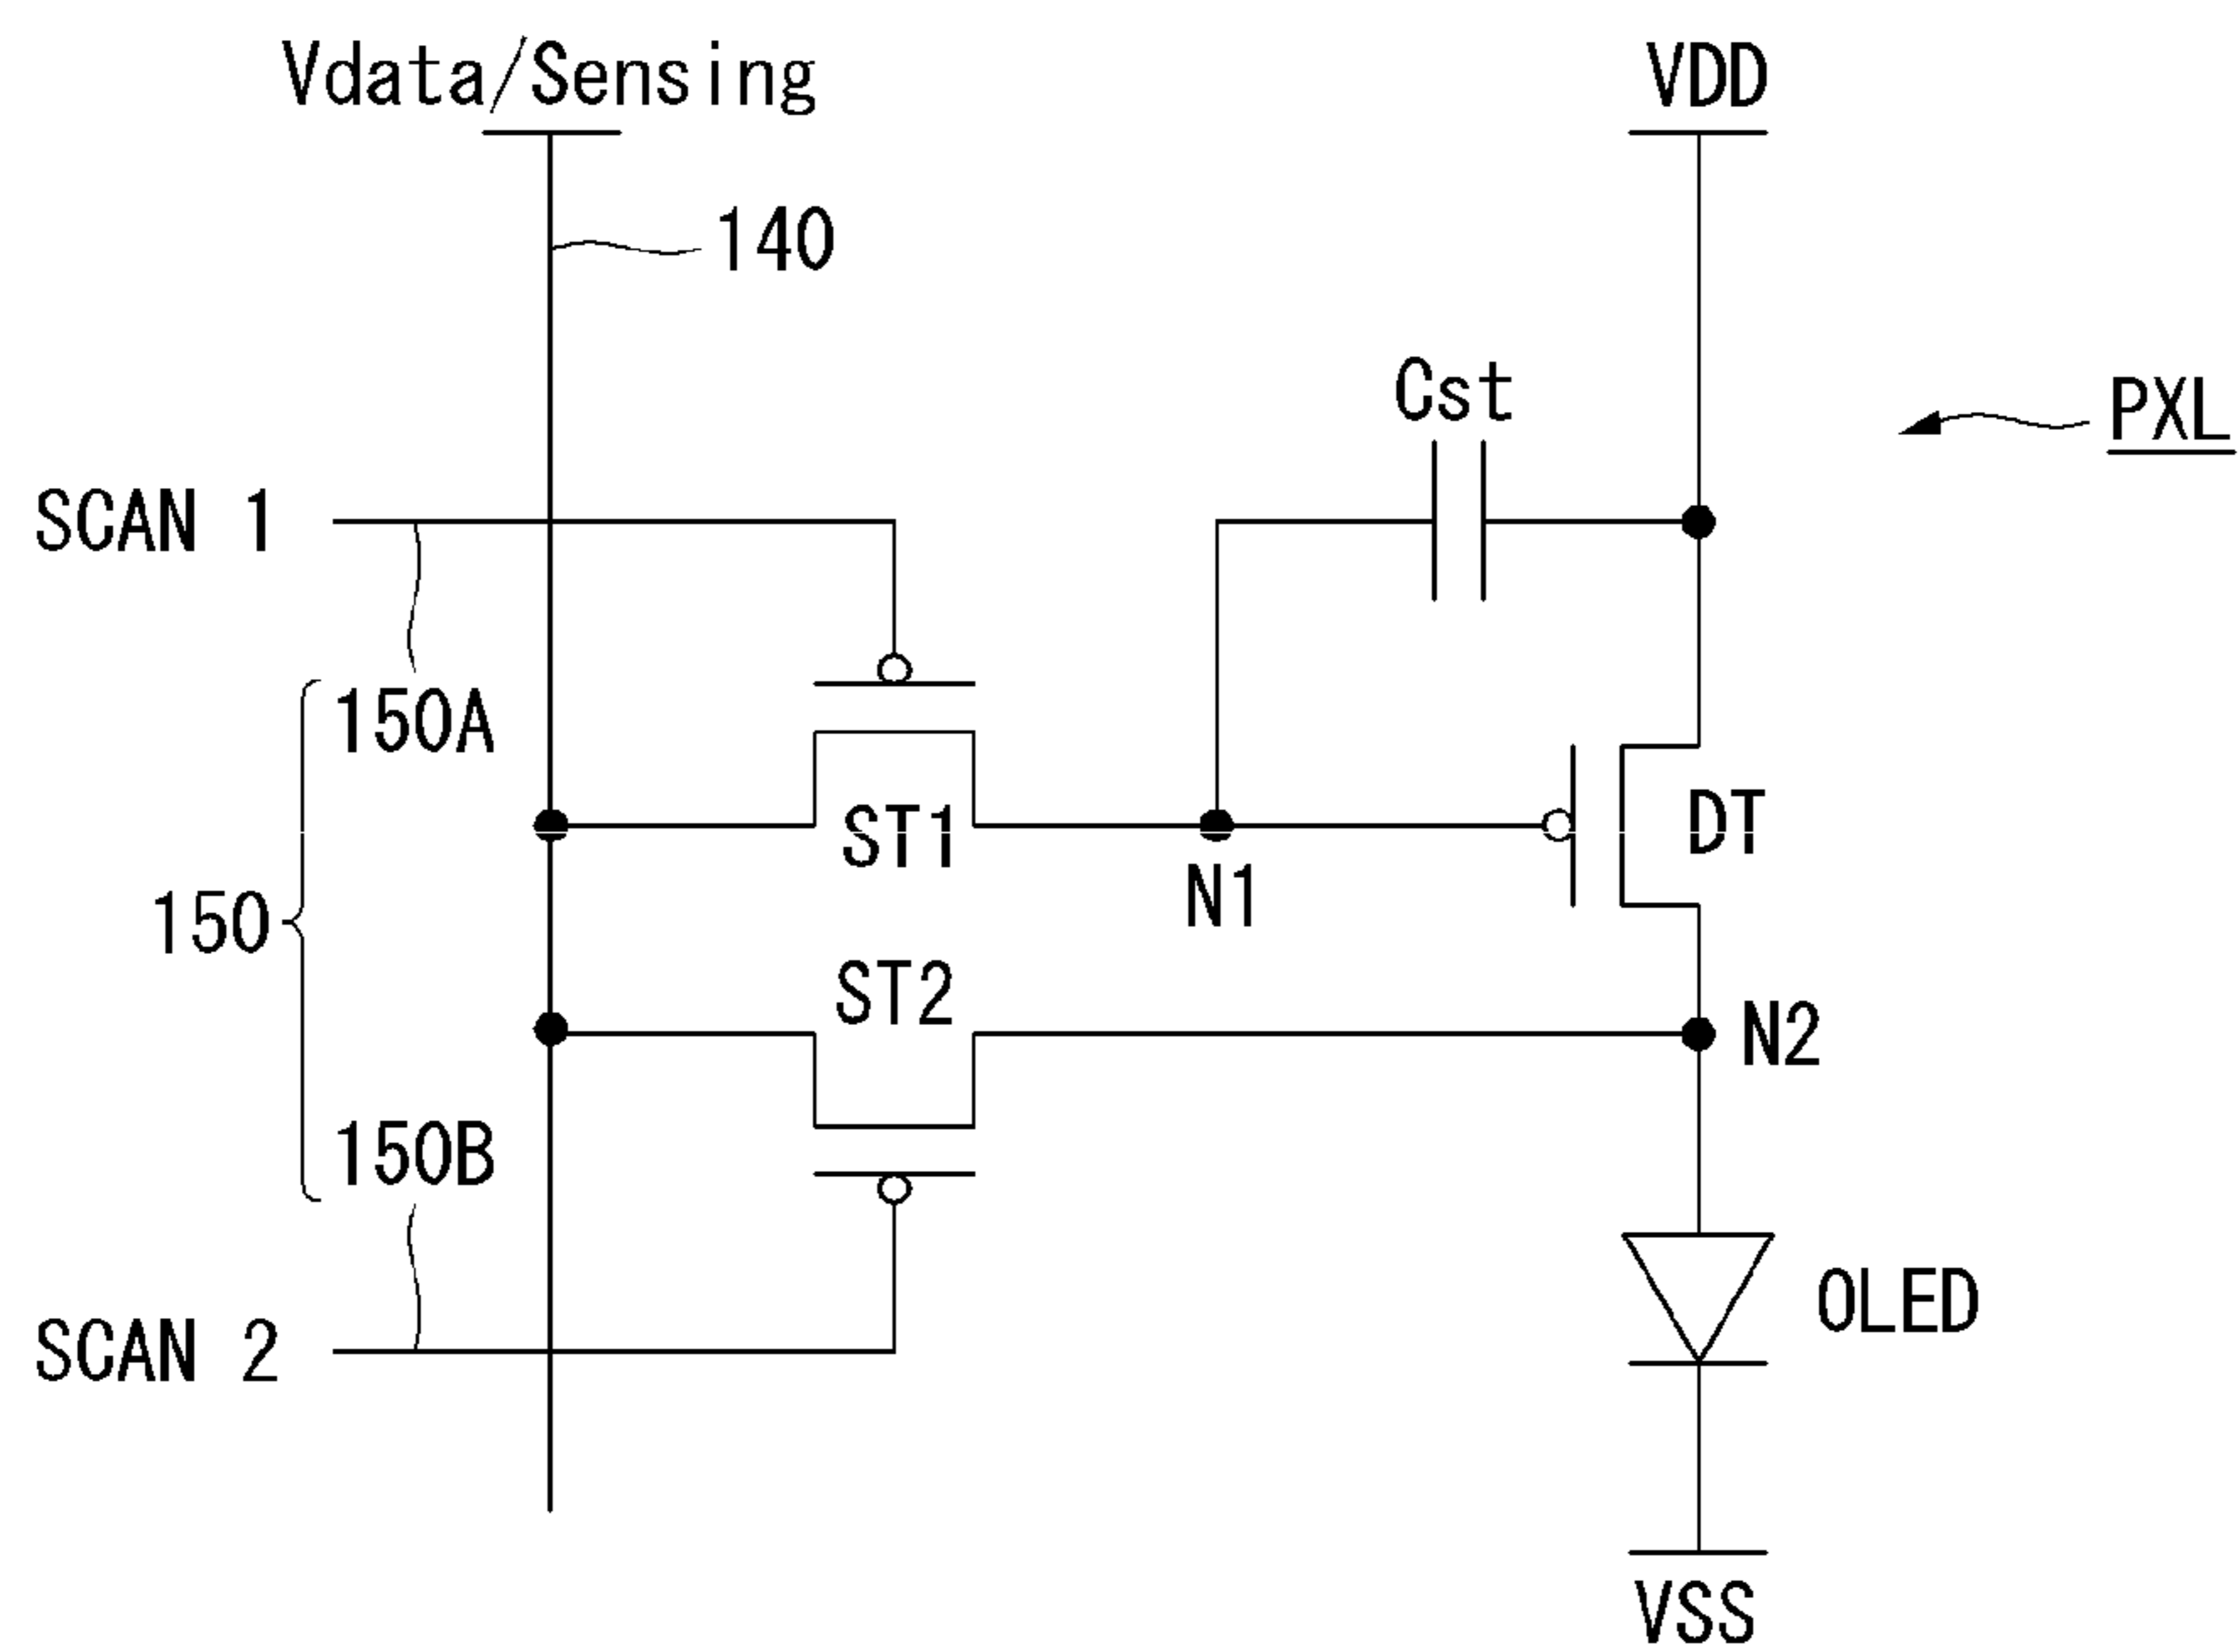 Vdata/Sensing
VDD
140
Cst
PXL
SCAN 1
150A
ST1
DT
N1
150
ST2
N2
150B
OLED
SCAN 2
VSS